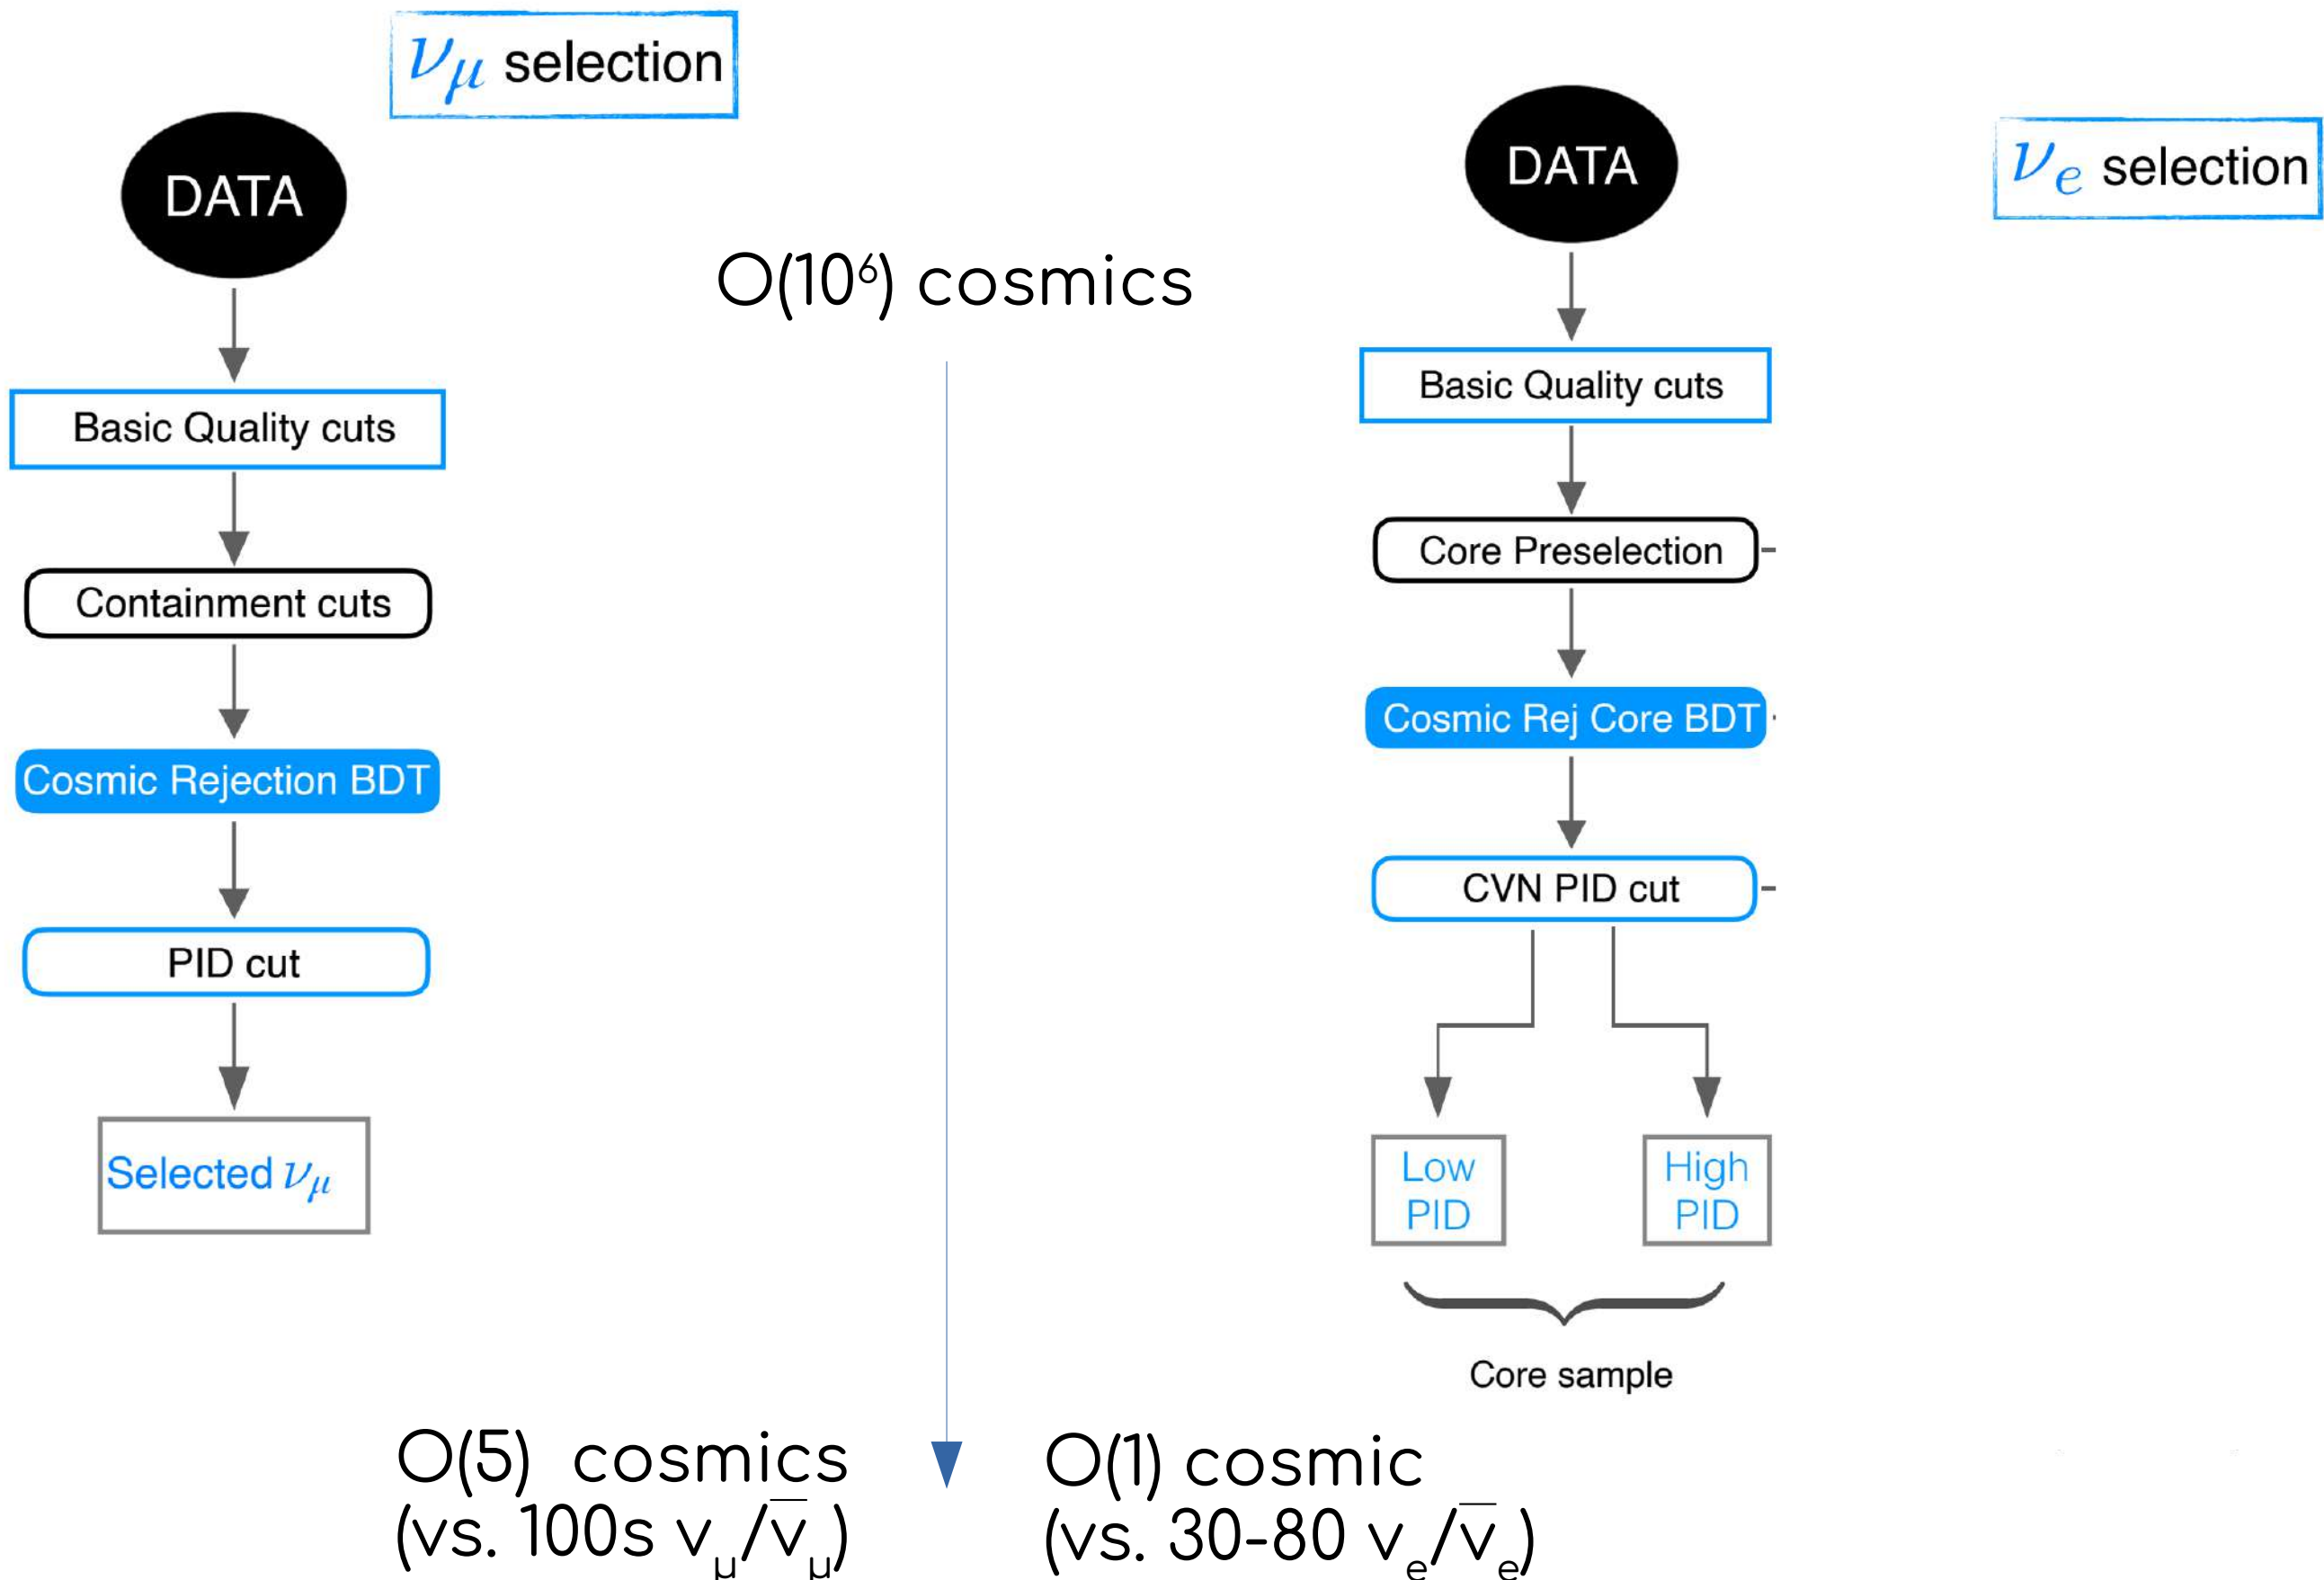 νμ selection
DATA
Basic Quality cuts
Containment cuts
Cosmic Rejection BDT
PID cut
Selected νμ
O(10⁶) cosmics
νe selection
DATA
Basic Quality cuts
Core Preselection
Cosmic Rej Core BDT
CVN PID cut
Low
PID
High
PID
Core sample
O(5) cosmics
(vs. 100s νμ/ν̅μ)
O(1) cosmic
(vs. 30-80 νe/ν̅e)